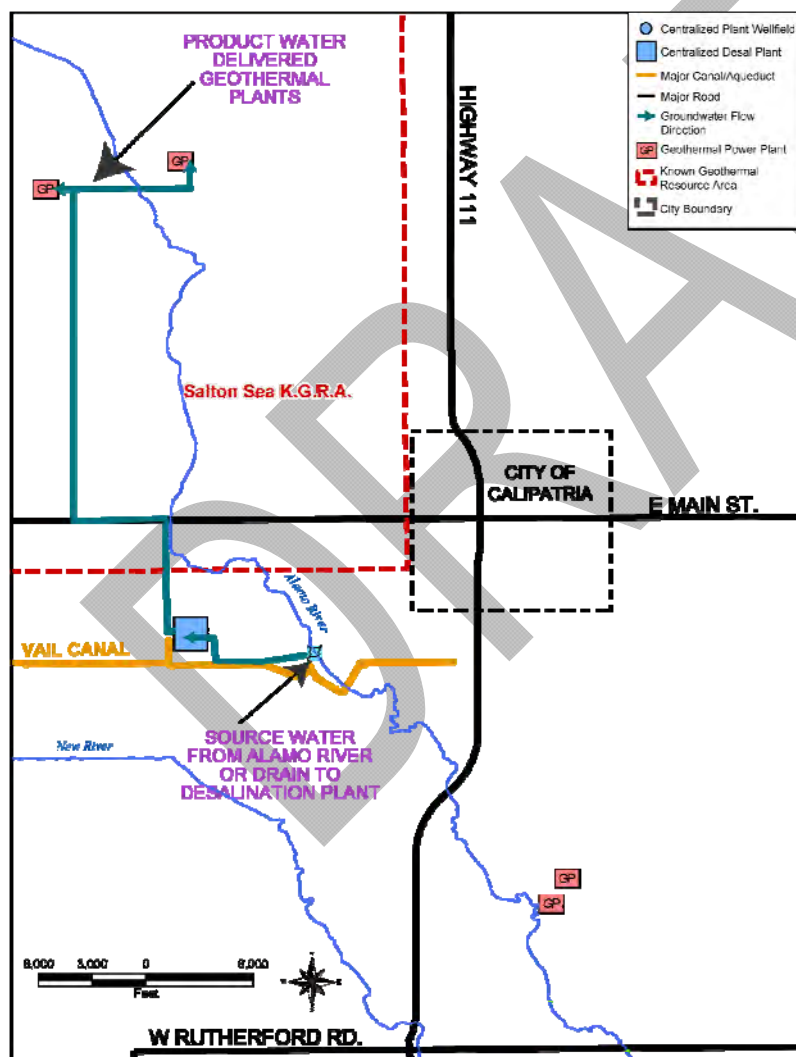 PRODUCT WATER
DELIVERED
GEOTHERMAL
PLANTS
HIGHWAY 111
Centralized Plant Wellfield
Centralized Desal Plant
Major Canal/Aqueduct
Major Road
Groundwater Flow
Direction
GP Geothermal Power Plant
Known Geothermal
Resource Area
City Boundary
GP
GP
Salton Sea K.G.R.A.
CITY OF
CALIPATRIA
E MAIN ST.
Alamo River
VAIL CANAL
SOURCE WATER
FROM ALAMO RIVER
OR DRAIN TO
DESALINATION PLANT
New River
GP
GP
6,000 3,000 0 6,000
Feet
W RUTHERFORD RD.
DRA